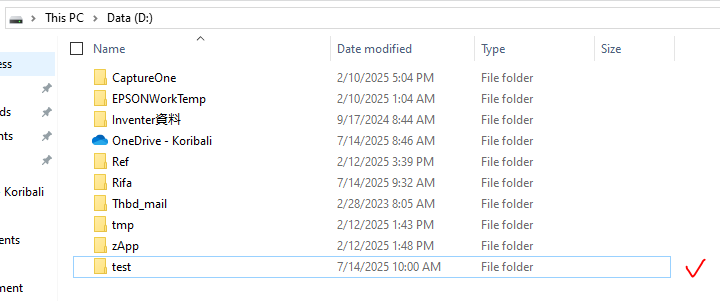 This PC > Data (D:)
Name Date modified Type Size
ess
CaptureOne 2/10/2025 5:04 PM File folder
EPSONWorkTemp 2/10/2025 1:04 AM File folder
ds Inventer資料 9/17/2024 8:44 AM File folder
nts OneDrive - Koribali 7/14/2025 8:46 AM File folder
Ref 2/12/2025 3:39 PM File folder
Rifa 7/14/2025 9:32 AM File folder
Koribali
Thbd_mail 2/28/2023 8:05 AM File folder
tmp 2/12/2025 1:43 PM File folder
ents zApp 2/12/2025 1:48 PM File folder
test 7/14/2025 10:00 AM File folder
ment